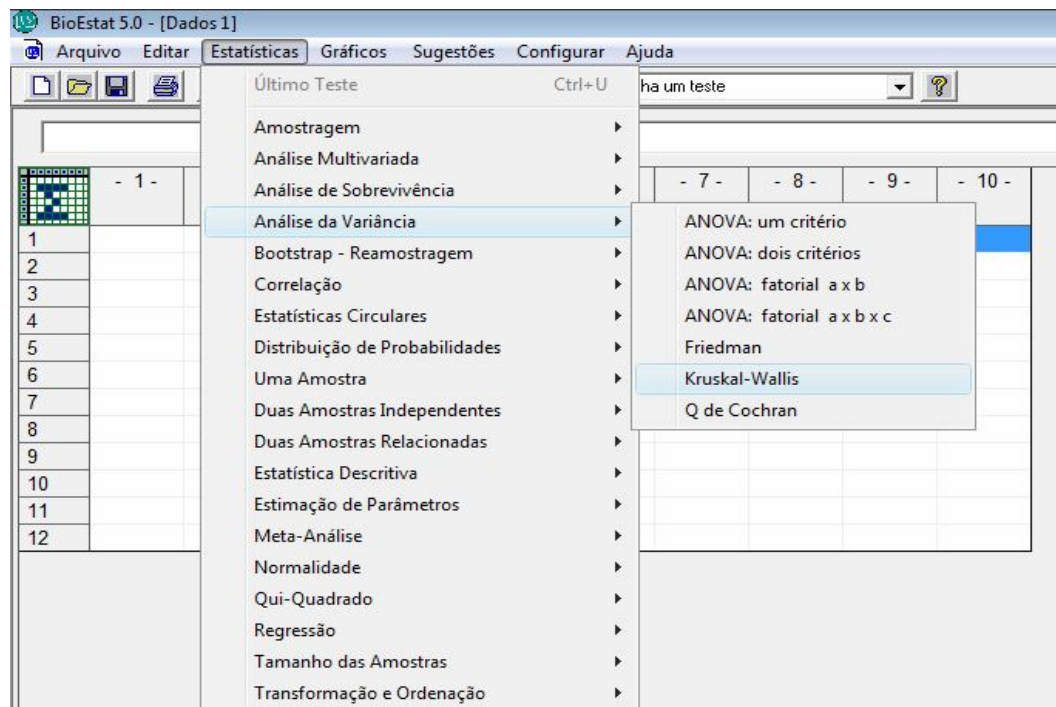 BioEstat 5.0 - [Dados 1]
Arquivo Editar Estatísticas Gráficos Sugestões Configurar Ajuda
Último Teste Ctrl+U
ha um teste
Amostragem
Análise Multivariada
Análise de Sobrevivência
Análise da Variância
Bootstrap - Reamostragem
Correlação
Estatísticas Circulares
Distribuição de Probabilidades
Uma Amostra
Duas Amostras Independentes
Duas Amostras Relacionadas
Estatística Descritiva
Estimação de Parâmetros
Meta-Análise
Normalidade
Qui-Quadrado
Regressão
Tamanho das Amostras
Transformação e Ordenação
ANOVA: um critério
ANOVA: dois critérios
ANOVA: fatorial a x b
ANOVA: fatorial a x b x c
Friedman
Kruskal-Wallis
Q de Cochran
- 1 - - 7 - - 8 - - 9 - - 10 -
1
2
3
4
5
6
7
8
9
10
11
12